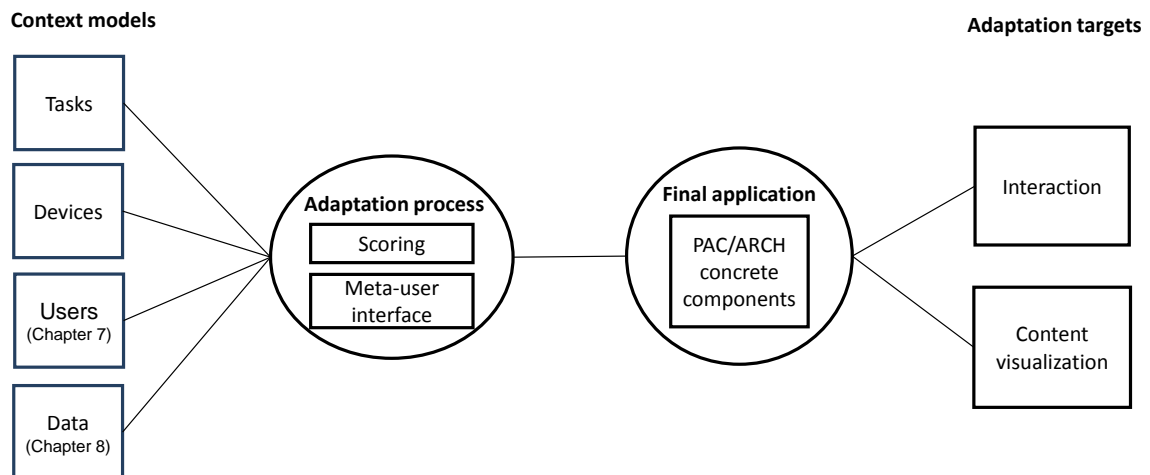 Context models
Adaptation targets
Tasks
Devices
Users
(Chapter 7)
Data
(Chapter 8)
Adaptation process
Scoring
Meta-user
interface
Final application
PAC/ARCH
concrete
components
Interaction
Content
visualization